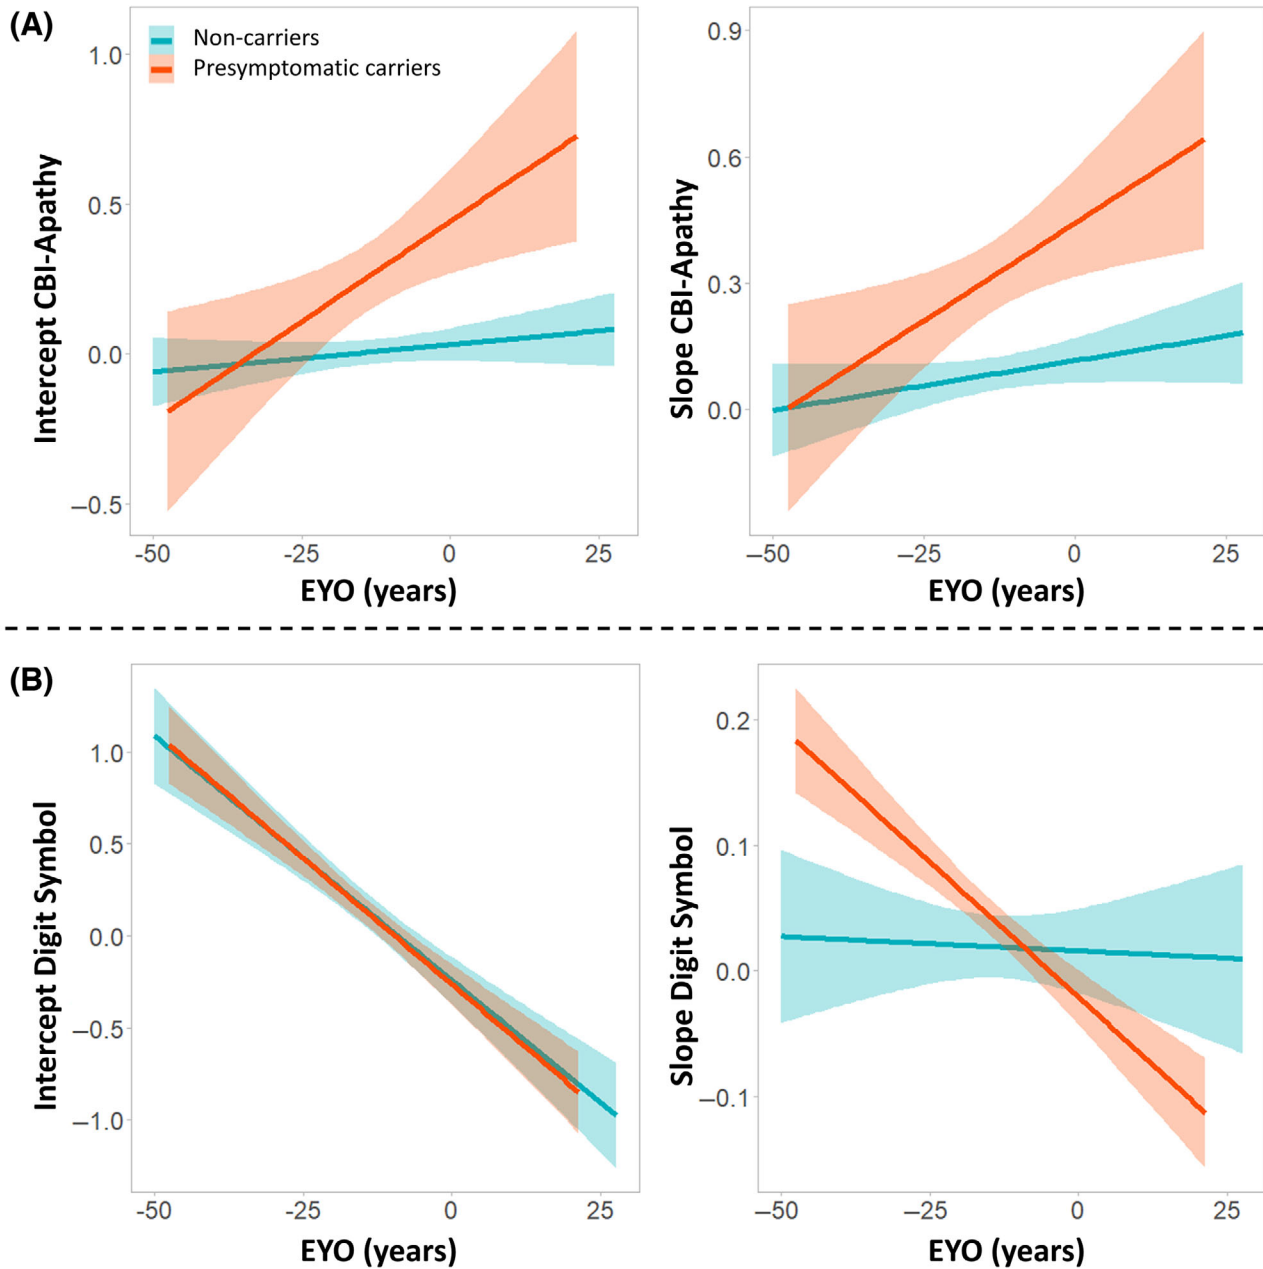 (A)
Non-carriers
Presymptomatic carriers
Intercept CBI-Apathy
1.0
0.5
0.0
−0.5
-50 -25 0 25
EYO (years)
Slope CBI-Apathy
0.9
0.6
0.3
0.0
−50 −25 0 25
EYO (years)
(B)
Intercept Digit Symbol
1.0
0.5
0.0
−0.5
−1.0
-50 -25 0 25
EYO (years)
Slope Digit Symbol
0.2
0.1
0.0
−0.1
−50 −25 0 25
EYO (years)